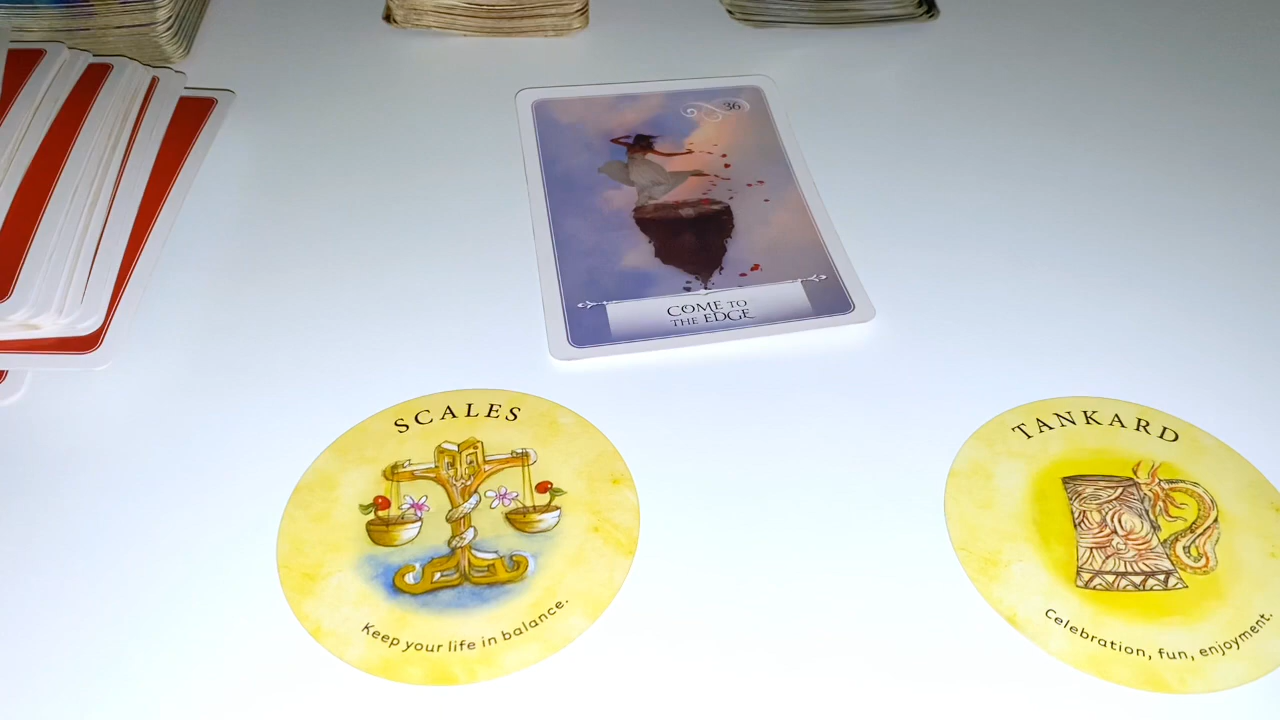 36
COME TO
THE EDGE
SCALES
Keep your life in balance.
TANKARD
Celebration, fun, enjoyment.